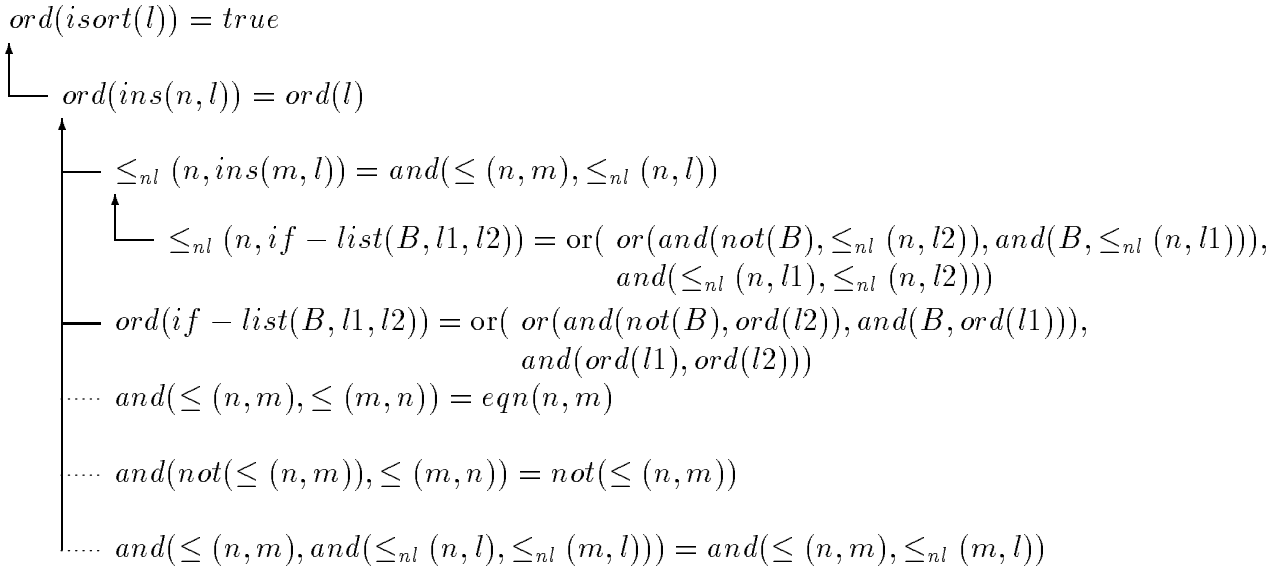 ord(isort(l)) = true
ord(ins(n, l)) = ord(l)
≤nl (n, ins(m, l)) = and(≤ (n, m), ≤nl (n, l))
≤nl (n, if − list(B, l1, l2)) = or( or(and(not(B), ≤nl (n, l2)), and(B, ≤nl (n, l1))),
and(≤nl (n, l1), ≤nl (n, l2)))
ord(if − list(B, l1, l2)) = or( or(and(not(B), ord(l2)), and(B, ord(l1))),
and(ord(l1), ord(l2)))
and(≤ (n, m), ≤ (m, n)) = eqn(n, m)
and(not(≤ (n, m)), ≤ (m, n)) = not(≤ (n, m))
and(≤ (n, m), and(≤nl (n, l), ≤nl (m, l))) = and(≤ (n, m), ≤nl (m, l))